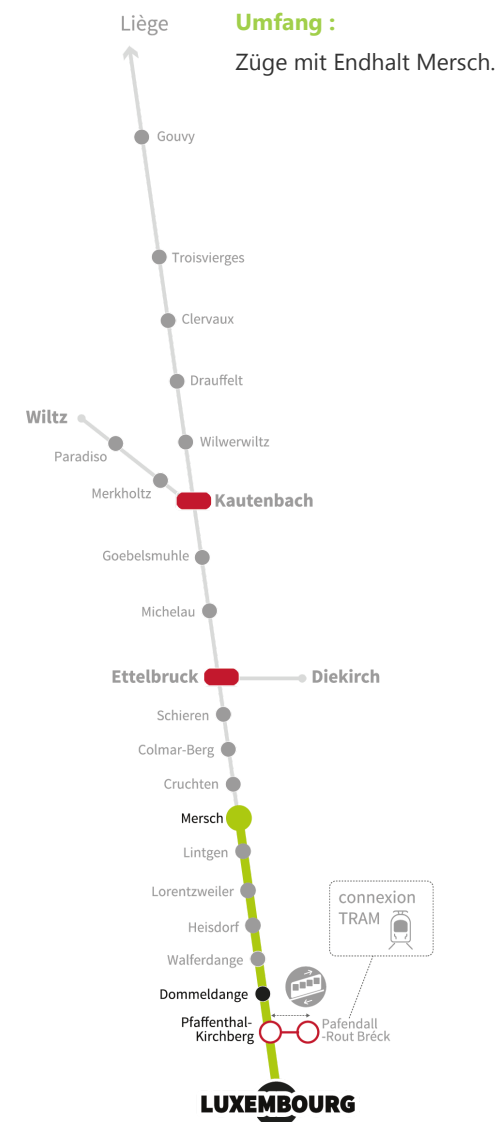 Liège
Umfang :
Züge mit Endhalt Mersch.
Gouvy
Troisvierges
Clervaux
Drauffelt
Wiltz
Wilwerwiltz
Paradiso
Merkholtz
Kautenbach
Goebelsmuhle
Michelau
Ettelbruck
Diekirch
Schieren
Colmar-Berg
Cruchten
Mersch
Lintgen
Lorentzweiler
connexion
TRAM
Heisdorf
Walferdange
Dommeldange
Pfaffenthal-
Kirchberg
Pafendall
-Rout Bréck
LUXEMBOURG